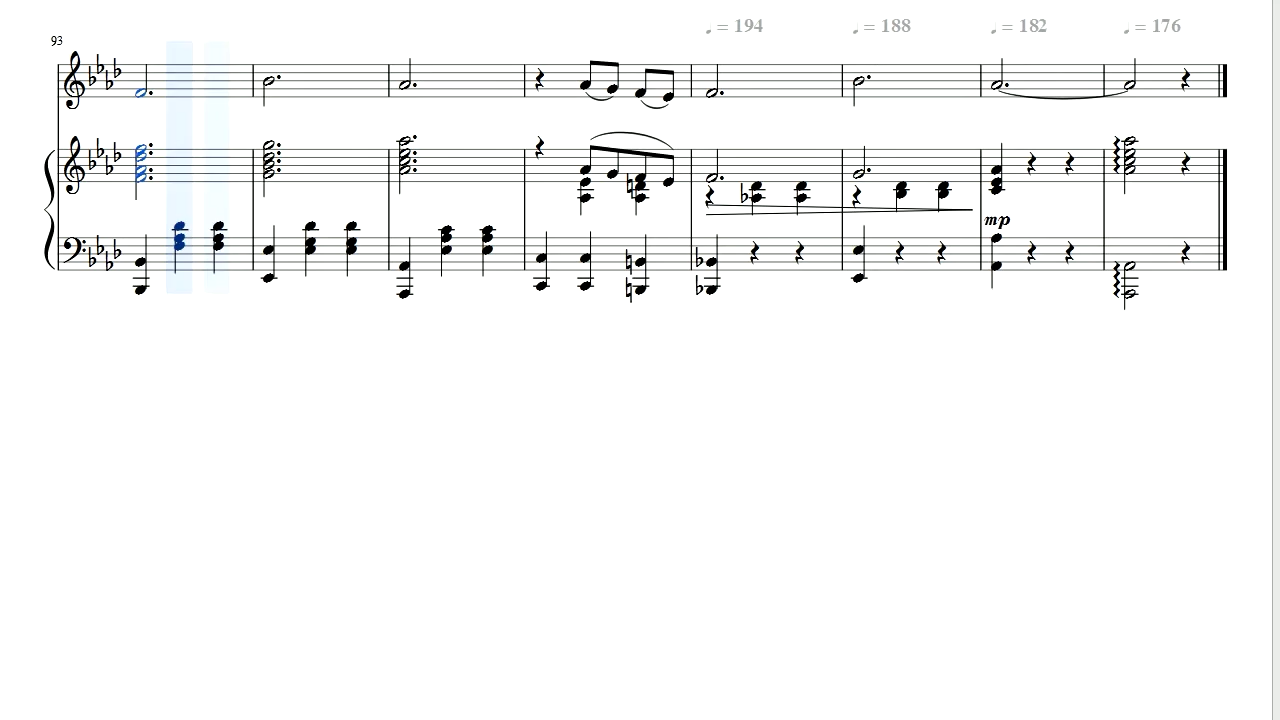 ♩ = 194 ♩ = 188 ♩ = 182 ♩ = 176
93
mp